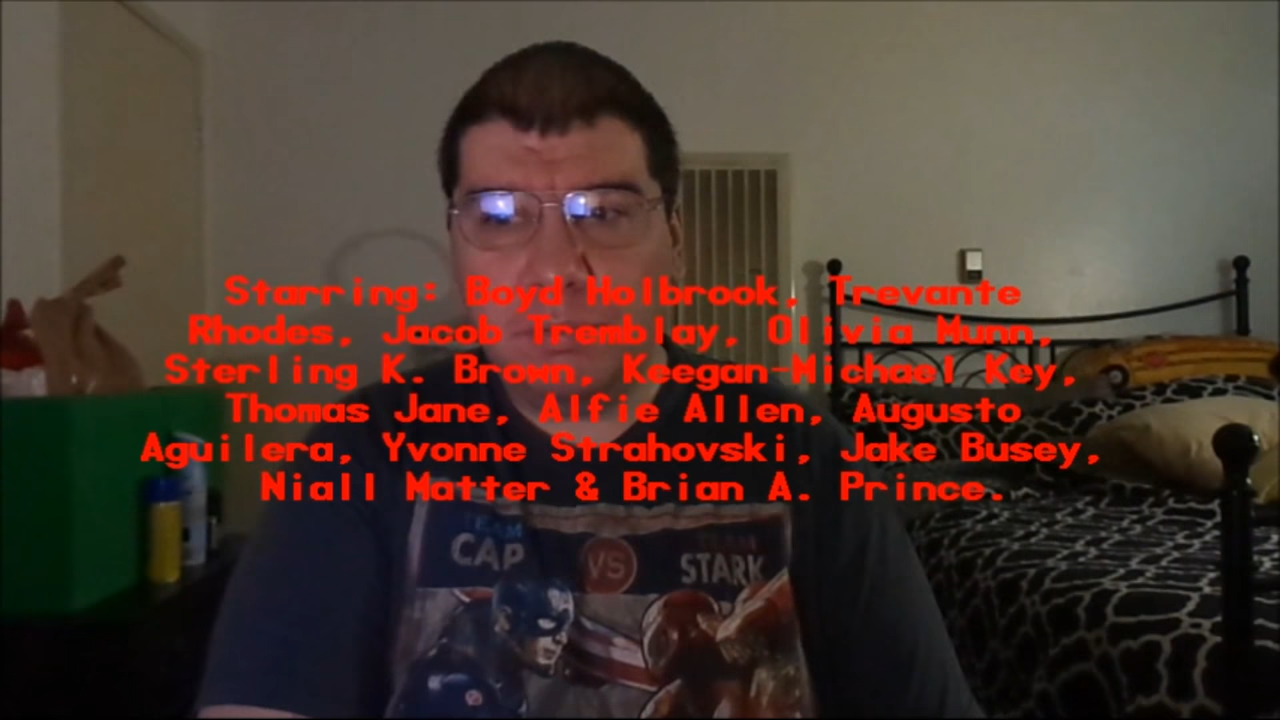 Starring: Boyd Holbrook, Trevante
Rhodes, Jacob Tremblay, Olivia Munn,
Sterling K. Brown, Keegan-Michael Key,
Thomas Jane, Alfie Allen, Augusto
Aguilera, Yvonne Strahovski, Jake Busey,
Niall Matter & Brian A. Prince.
TEAM CAP
VS
TEAM STARK